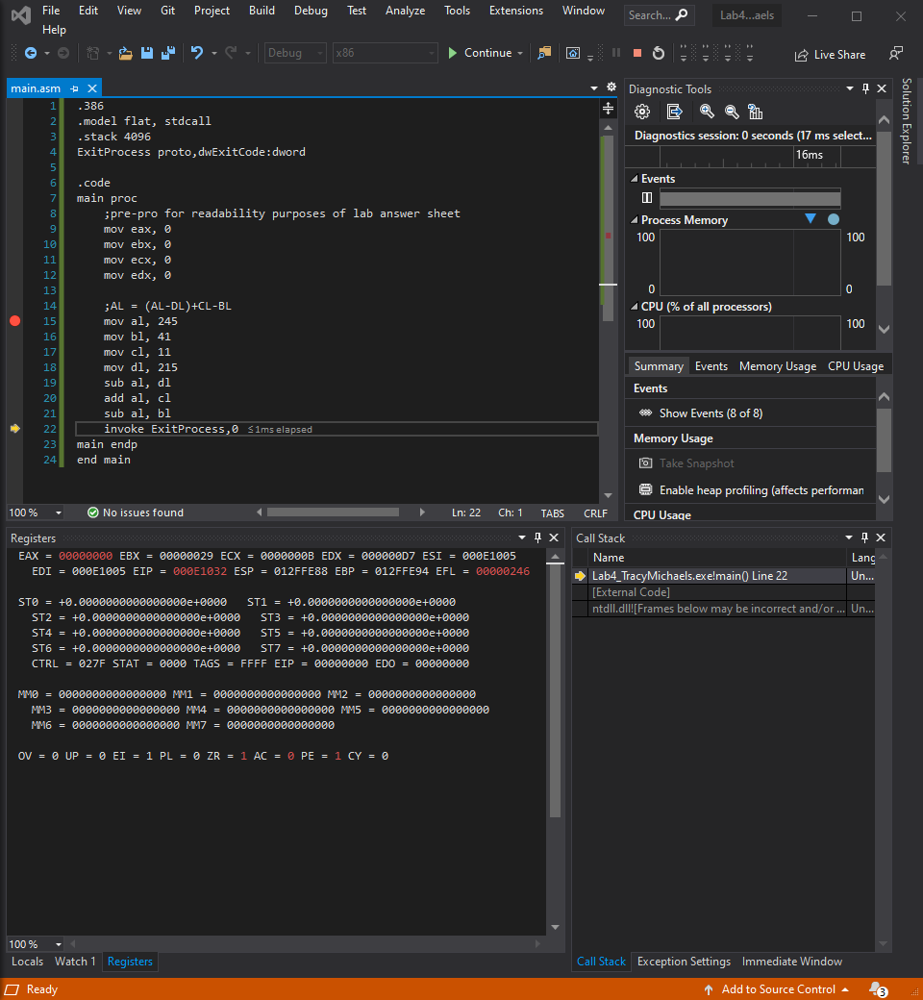 File Edit View Git Project Build Debug Test Analyze Tools Extensions Window Search... Lab4...aels
Help
Debug x86 Continue Live Share
main.asm
1 .386
2 .model flat, stdcall
3 .stack 4096
4 ExitProcess proto,dwExitCode:dword
5
6 .code
7 main proc
8 ;pre-pro for readability purposes of lab answer sheet
9 mov eax, 0
10 mov ebx, 0
11 mov ecx, 0
12 mov edx, 0
13
14 ;AL = (AL-DL)+CL-BL
15 mov al, 245
16 mov bl, 41
17 mov cl, 11
18 mov dl, 215
19 sub al, dl
20 add al, cl
21 sub al, bl
22 invoke ExitProcess,0 ≤1ms elapsed
23 main endp
24 end main
100 % No issues found Ln: 22 Ch: 1 TABS CRLF
Diagnostic Tools
Diagnostics session: 0 seconds (17 ms select...
16ms
Events
Process Memory
100 100
0 0
CPU (% of all processors)
100 100
Summary Events Memory Usage CPU Usage
Events
Show Events (8 of 8)
Memory Usage
Take Snapshot
Enable heap profiling (affects performan
CPU Usage
Solution Explorer
Registers
EAX = 00000000 EBX = 00000029 ECX = 0000000B EDX = 000000D7 ESI = 000E1005
EDI = 000E1005 EIP = 000E1032 ESP = 012FFE88 EBP = 012FFE94 EFL = 00000246
ST0 = +0.0000000000000000e+0000 ST1 = +0.0000000000000000e+0000
ST2 = +0.0000000000000000e+0000 ST3 = +0.0000000000000000e+0000
ST4 = +0.0000000000000000e+0000 ST5 = +0.0000000000000000e+0000
ST6 = +0.0000000000000000e+0000 ST7 = +0.0000000000000000e+0000
CTRL = 027F STAT = 0000 TAGS = FFFF EIP = 00000000 EDO = 00000000
MM0 = 0000000000000000 MM1 = 0000000000000000 MM2 = 0000000000000000
MM3 = 0000000000000000 MM4 = 0000000000000000 MM5 = 0000000000000000
MM6 = 0000000000000000 MM7 = 0000000000000000
OV = 0 UP = 0 EI = 1 PL = 0 ZR = 1 AC = 0 PE = 1 CY = 0
100 %
Locals Watch 1 Registers
Call Stack
Name Lang
Lab4_TracyMichaels.exe!main() Line 22 Un...
[External Code]
ntdll.dll![Frames below may be incorrect and/or ... Un...
Call Stack Exception Settings Immediate Window
Ready Add to Source Control 3